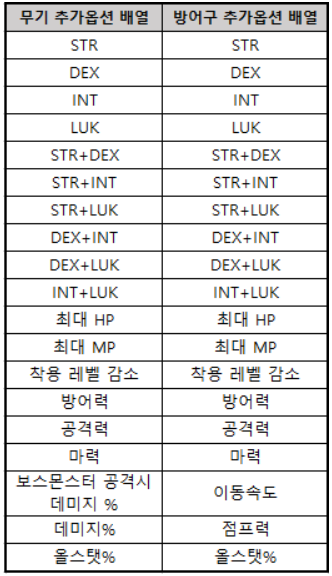 무기 추가옵션 배열 방어구 추가옵션 배열
STR STR
DEX DEX
INT INT
LUK LUK
STR+DEX STR+DEX
STR+INT STR+INT
STR+LUK STR+LUK
DEX+INT DEX+INT
DEX+LUK DEX+LUK
INT+LUK INT+LUK
최대 HP 최대 HP
최대 MP 최대 MP
착용 레벨 감소 착용 레벨 감소
방어력 방어력
공격력 공격력
마력 마력
보스몬스터 공격시
데미지 % 이동속도
데미지% 점프력
올스탯% 올스탯%